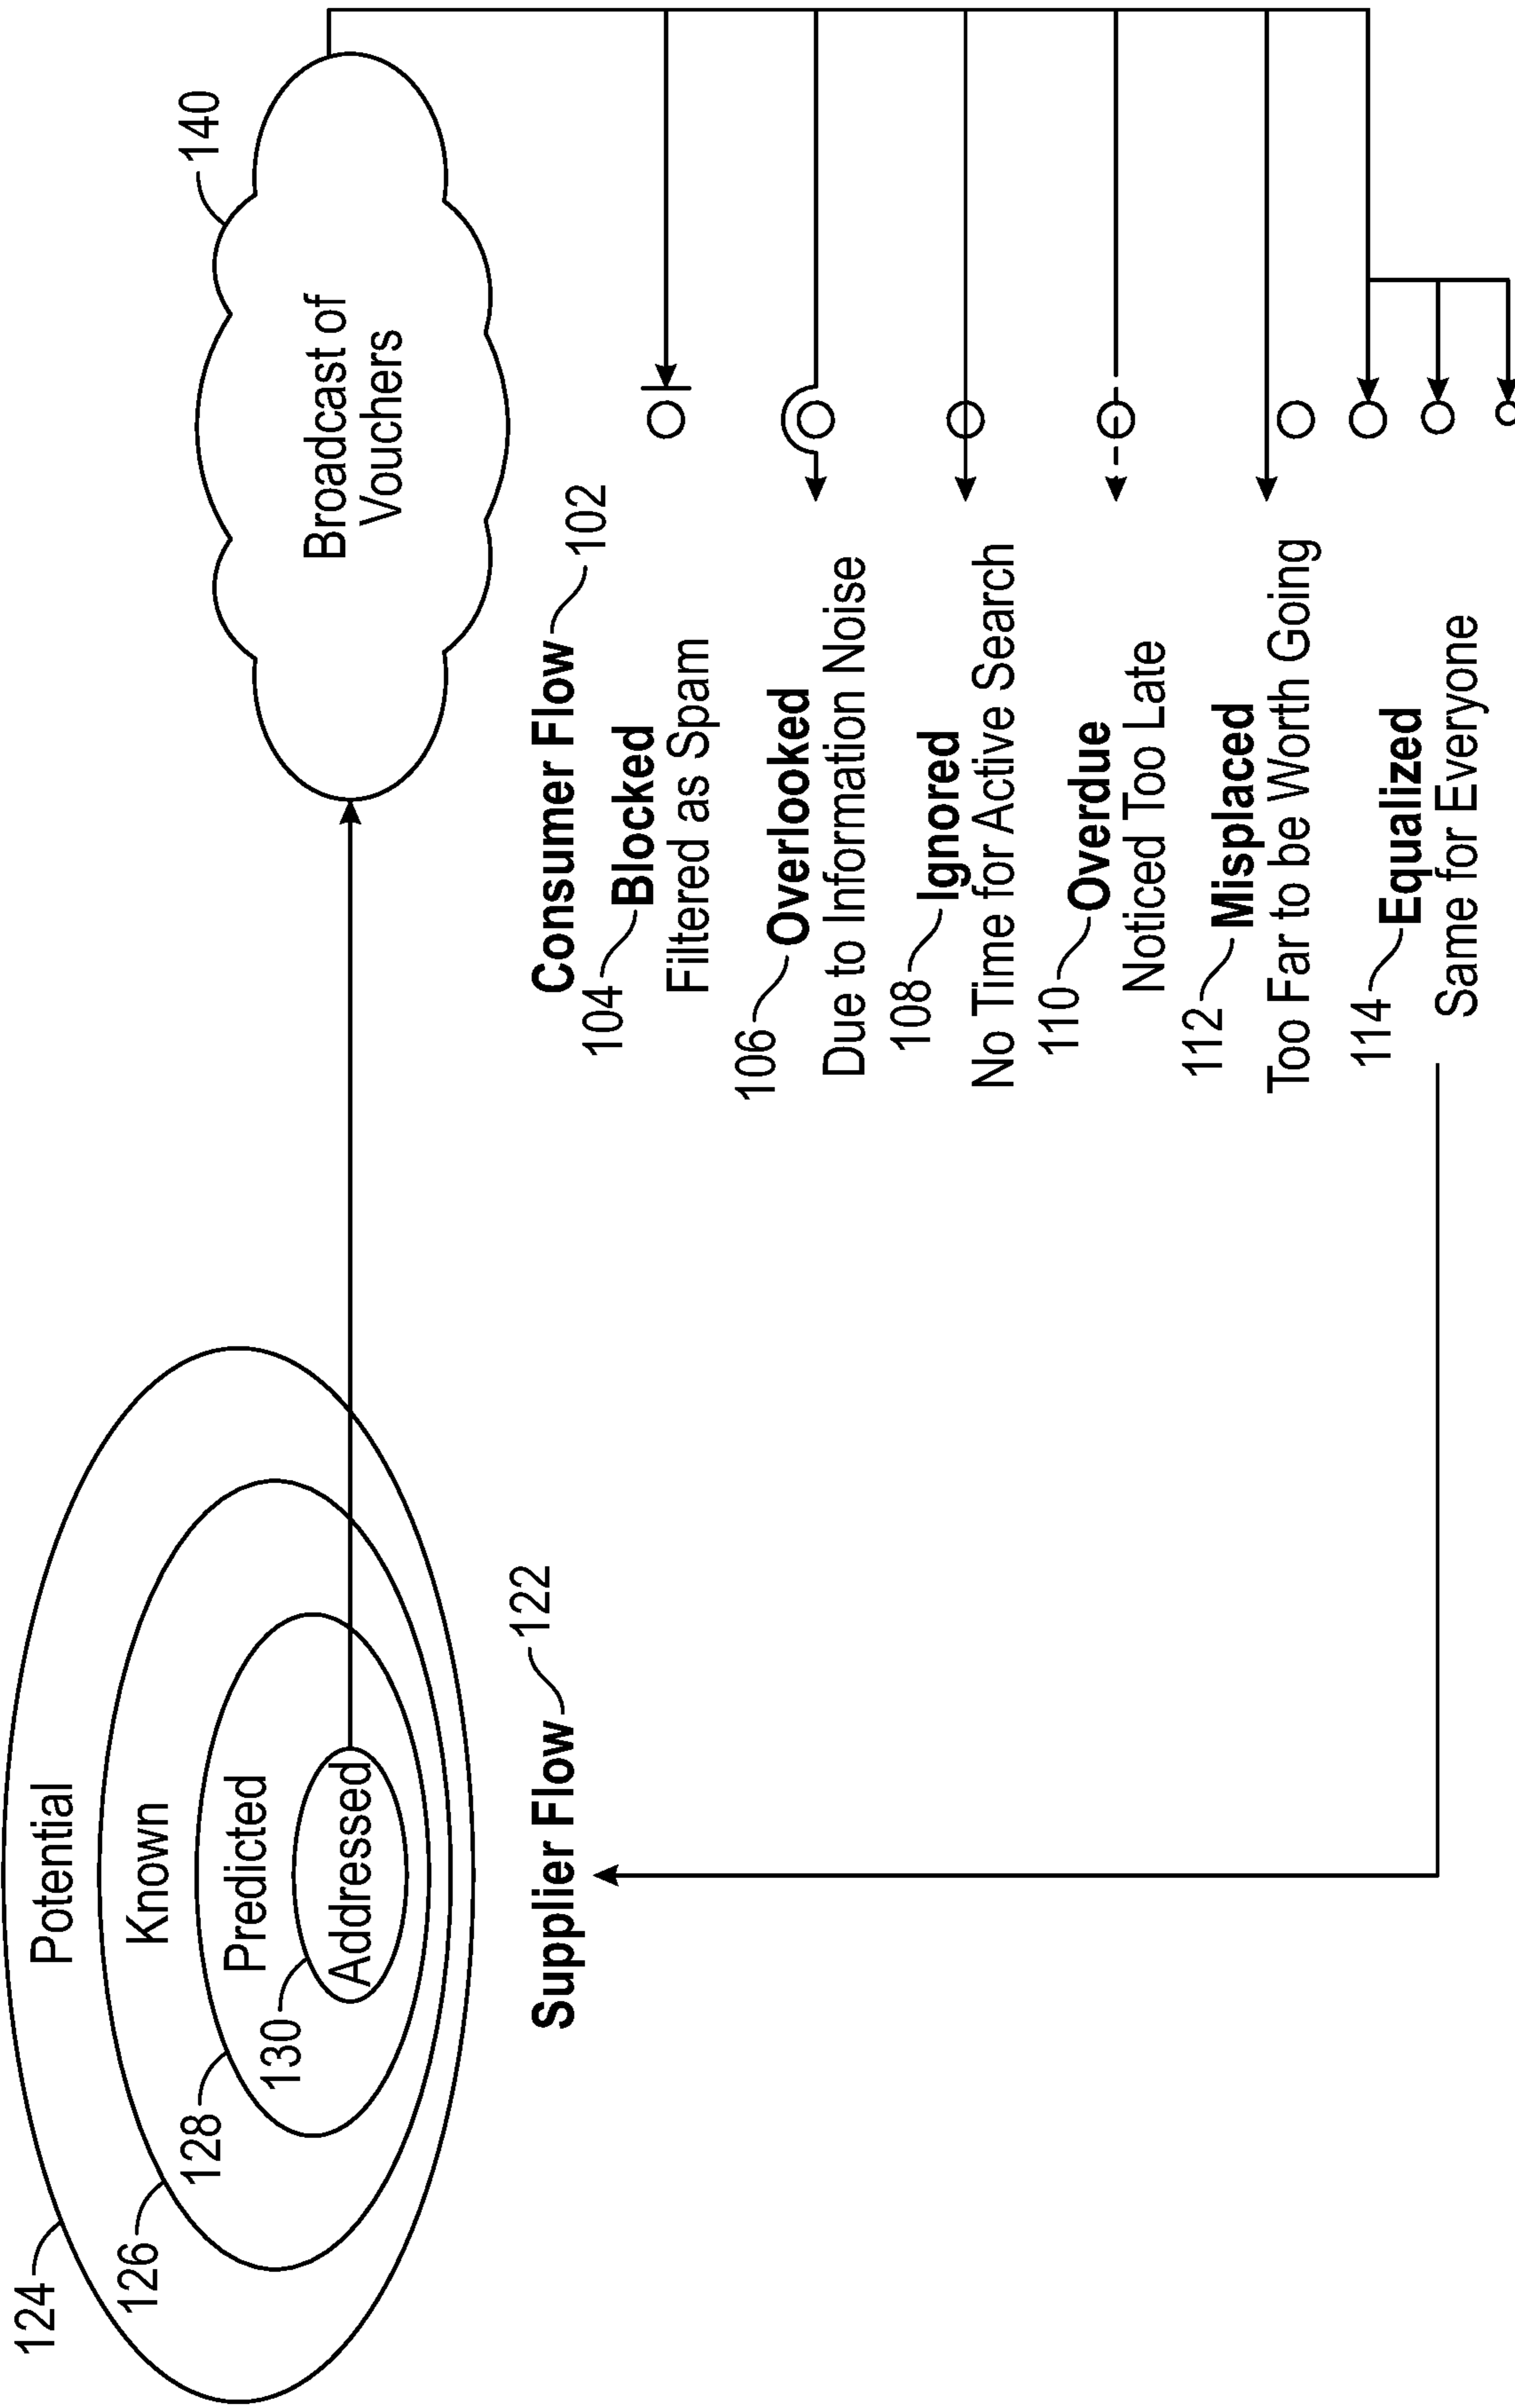 124
Potential
126
Known
128
Predicted
130
Addressed
Supplier Flow
122
140
Broadcast of
Vouchers
Consumer Flow
102
104
Blocked
Filtered as Spam
106
Overlooked
Due to Information Noise
108
Ignored
No Time for Active Search
110
Overdue
Noticed Too Late
112
Misplaced
Too Far to be Worth Going
114
Equalized
Same for Everyone